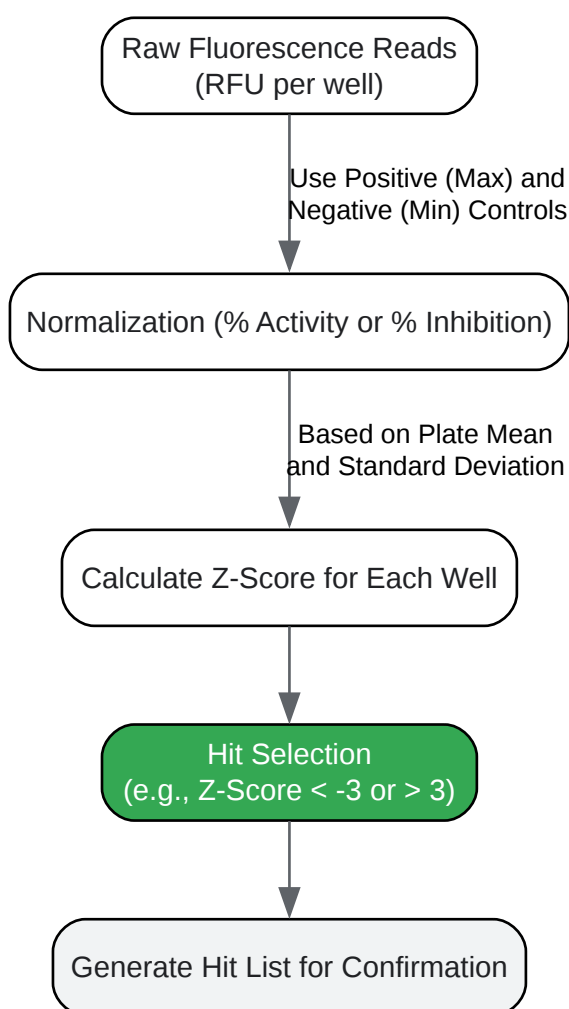 Raw Fluorescence Reads
(RFU per well)
Use Positive (Max) and
Negative (Min) Controls
Normalization (% Activity or % Inhibition)
Based on Plate Mean
and Standard Deviation
Calculate Z-Score for Each Well
Hit Selection
(e.g., Z-Score < -3 or > 3)
Generate Hit List for Confirmation